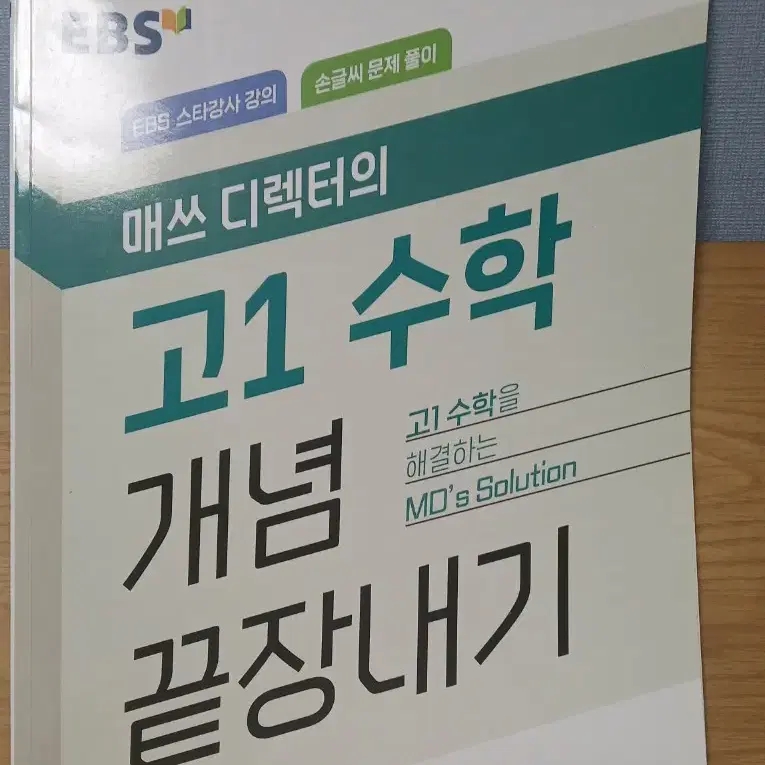 EBS
EBS 스타강사 강의
손글씨 문제 풀이
매쓰 디렉터의
고1 수학
고1 수학을
해결하는
MD's Solution
개념
끝장내기